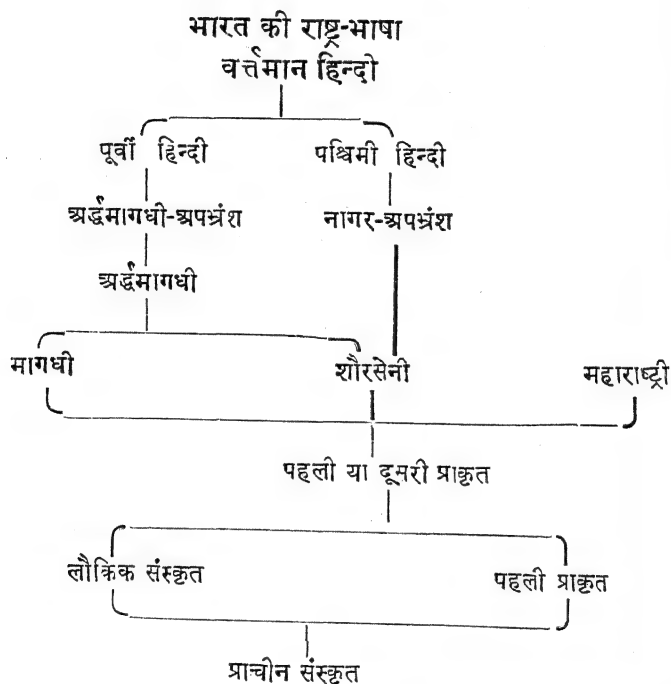 भारत की राष्ट्र-भाषा
वर्त्तमान हिन्दी
पूर्वी हिन्दी पश्चिमी हिन्दी
अर्द्धमागधी-अपभ्रंश नागर-अपभ्रंश
अर्द्धमागधी
मागधी शौरसेनी महाराष्ट्री
पहली या दूसरी प्राकृत
लौकिक संस्कृत पहली प्राकृत
प्राचीन संस्कृत